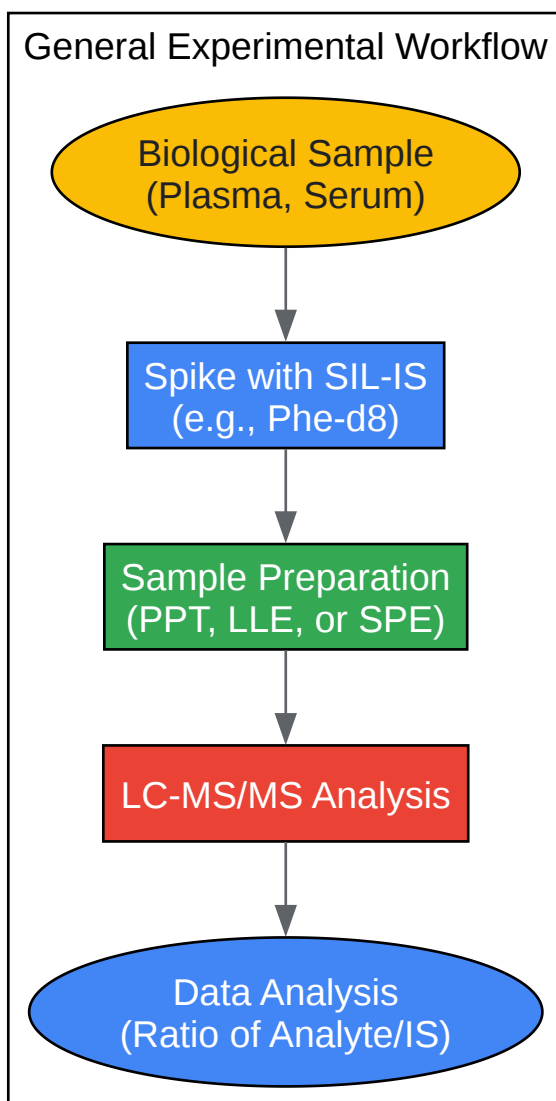 General Experimental Workflow
Biological Sample
(Plasma, Serum)
Spike with SIL-IS
(e.g., Phe-d8)
Sample Preparation
(PPT, LLE, or SPE)
LC-MS/MS Analysis
Data Analysis
(Ratio of Analyte/IS)